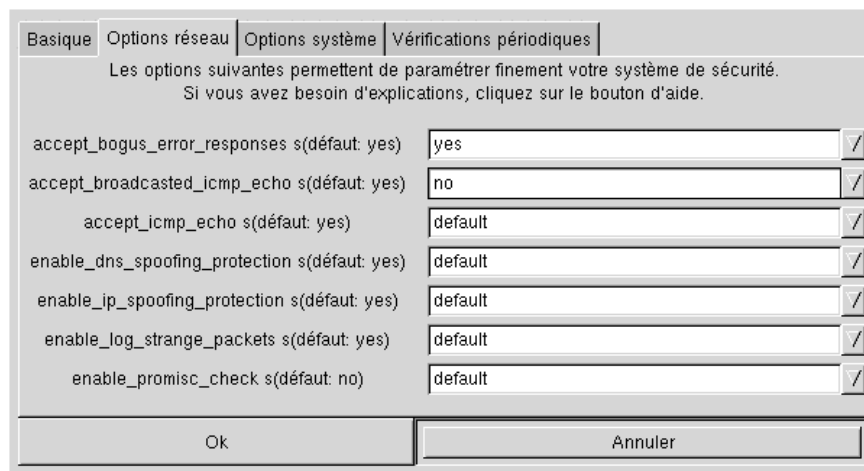 Basique Options réseau Options système Vérifications périodiques
Les options suivantes permettent de paramétrer finement votre système de sécurité.
Si vous avez besoin d'explications, cliquez sur le bouton d'aide.
accept_bogus_error_responses s(défaut: yes) yes
accept_broadcasted_icmp_echo s(défaut: yes) no
accept_icmp_echo s(défaut: yes) default
enable_dns_spoofing_protection s(défaut: yes) default
enable_ip_spoofing_protection s(défaut: yes) default
enable_log_strange_packets s(défaut: yes) default
enable_promisc_check s(défaut: no) default
Ok Annuler